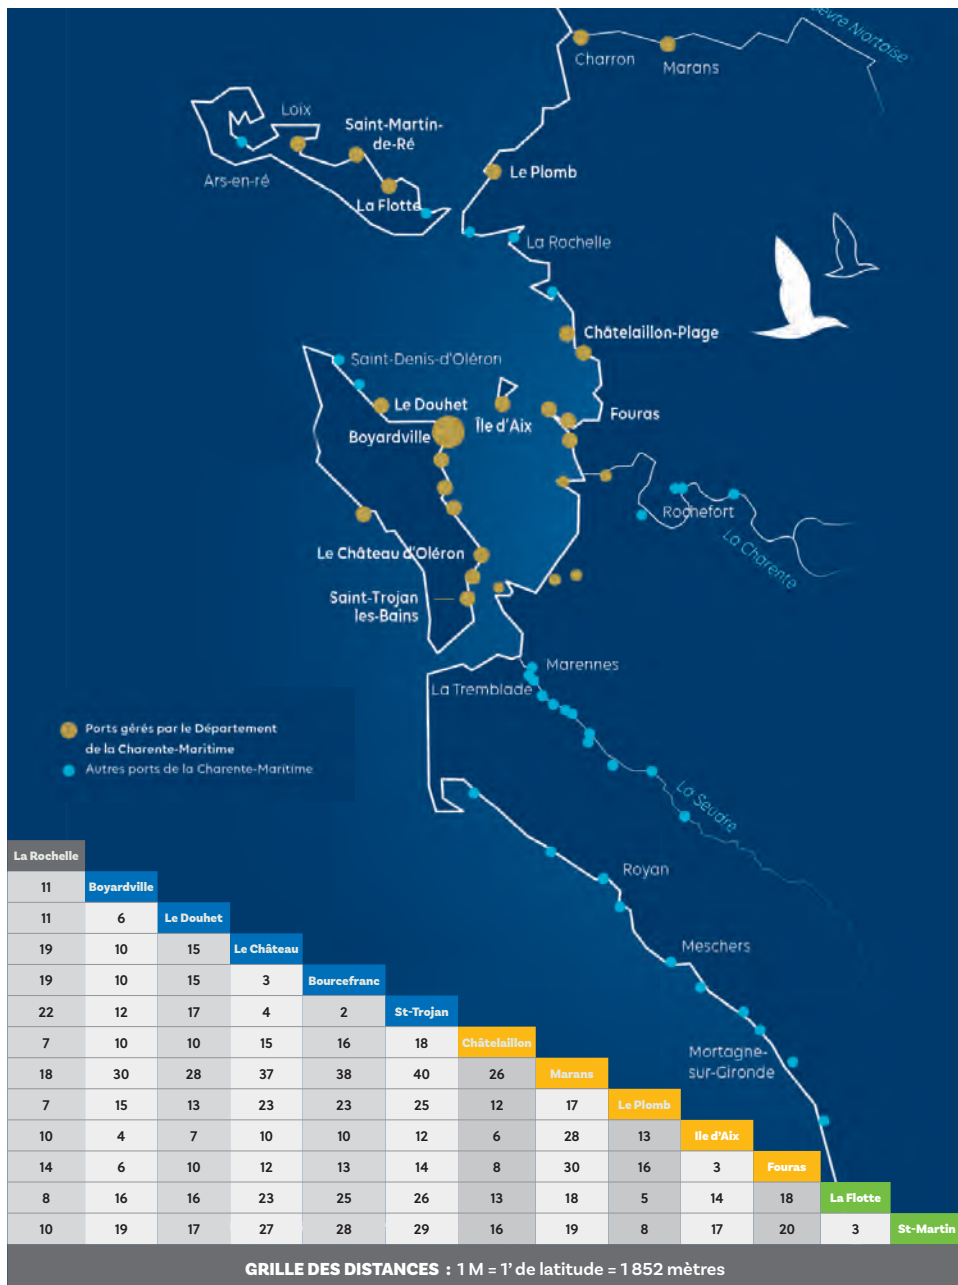 Sèvre Niortaise
Charron
Marans
Loix
Saint-Martin-
de-Ré
Le Plomb
Ars-en-ré
La Flotte
La Rochelle
Châtelaillon-Plage
Saint-Denis-d'Oléron
Le Douhet
Île d'Aix
Fouras
Boyardville
Rochefort
La Charente
Le Château d'Oléron
Saint-Trojan
les-Bains
Marennes
La Tremblade
Ports gérés par le Département
de la Charente-Maritime
Autres ports de la Charente-Maritime
La Seudre
Royan
Meschers
Mortagne-
sur-Gironde
La Rochelle
11 Boyardville
11 6 Le Douhet
19 10 15 Le Château
19 10 15 3 Bourcefranc
22 12 17 4 2 St-Trojan
7 10 10 15 16 18 Châtelaillon
18 30 28 37 38 40 26 Marans
7 15 13 23 23 25 12 17 Le Plomb
10 4 7 10 10 12 6 28 13 Ile d'Aix
14 6 10 12 13 14 8 30 16 3 Fouras
8 16 16 23 25 26 13 18 5 14 18 La Flotte
10 19 17 27 28 29 16 19 8 17 20 3 St-Martin
GRILLE DES DISTANCES : 1 M = 1' de latitude = 1 852 mètres